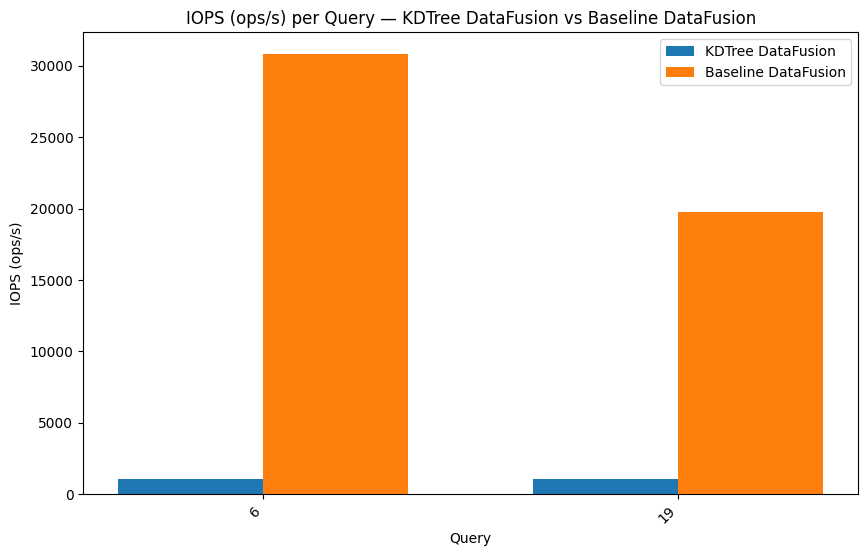 IOPS (ops/s) per Query — KDTree DataFusion vs Baseline DataFusion
KDTree DataFusion
Baseline DataFusion
30000
25000
20000
15000
10000
5000
0
IOPS (ops/s)
6
19
Query